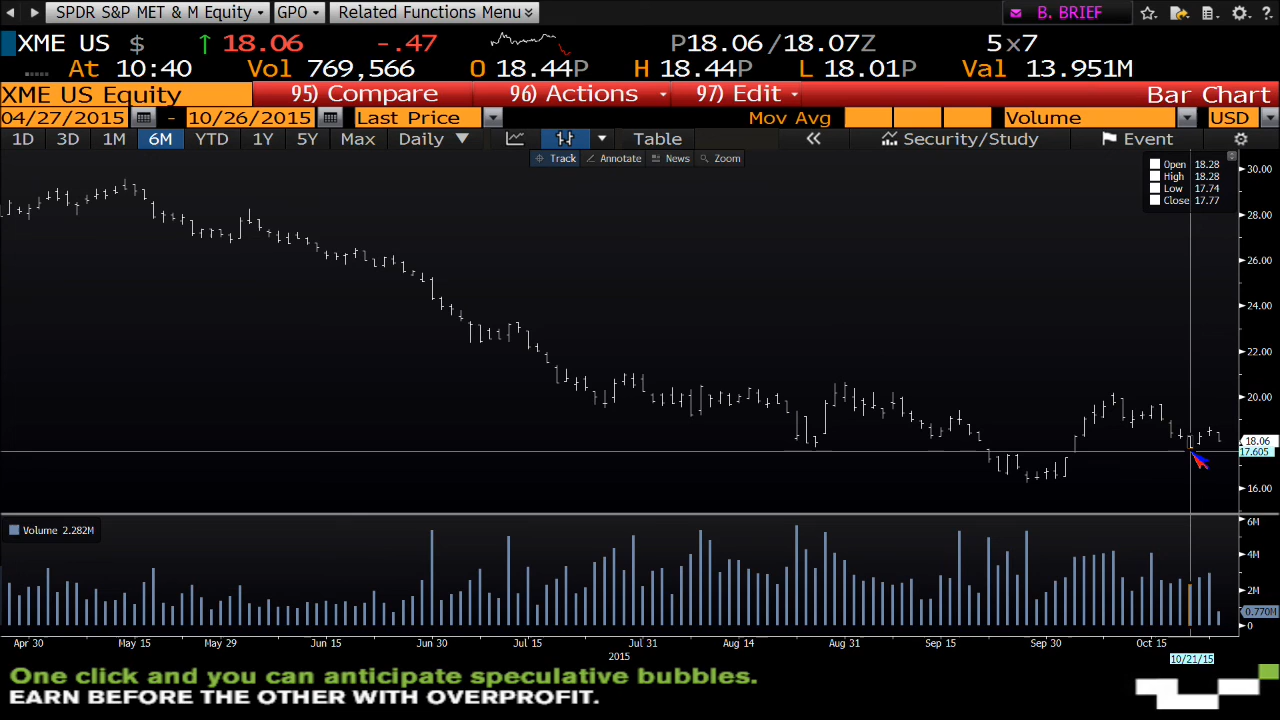 SPDR S&P MET & M Equity GPO Related Functions Menu B. BRIEF ?
XME US $ 18.06 -.47 P18.06/18.07Z 5x7
At 10:40 Vol 769,566 O 18.44P H 18.44P L 18.01P Val 13.951M
XME US Equity 95) Compare 96) Actions 97) Edit Bar Chart
04/27/2015 - 10/26/2015 Last Price Mov Avg Volume USD
1D 3D 1M 6M YTD 1Y 5Y Max Daily Table Security/Study Event
Track Annotate News Zoom
Open 18.28
High 18.28
Low 17.74
Close 17.77
30.00
28.00
26.00
24.00
22.00
20.00
18.06
17.605
16.00
Volume 2.282M
6M
4M
2M
0.770M
0
Apr 30 May 15 May 29 Jun 15 Jun 30 Jul 15 Jul 31 Aug 14 Aug 31 Sep 15 Sep 30 Oct 15
2015
10/21/15
One click and you can anticipate speculative bubbles.
EARN BEFORE THE OTHER WITH OVERPROFIT.